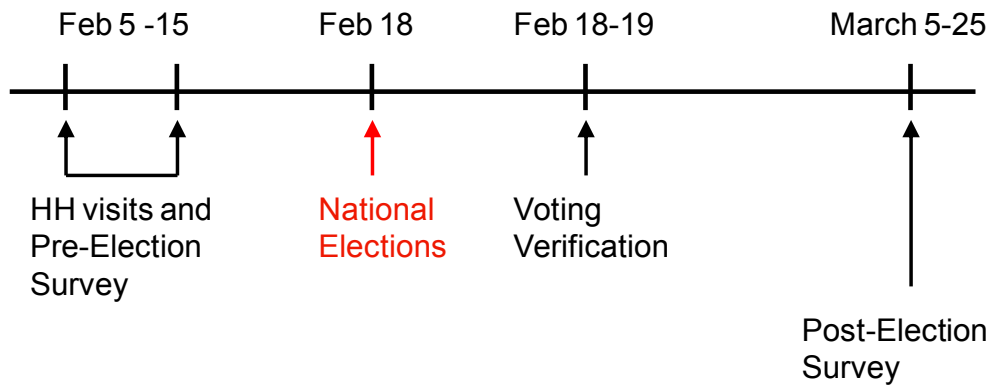 Feb 5 -15
Feb 18
Feb 18-19
March 5-25
HH visits and
Pre-Election
Survey
National
Elections
Voting
Verification
Post-Election
Survey